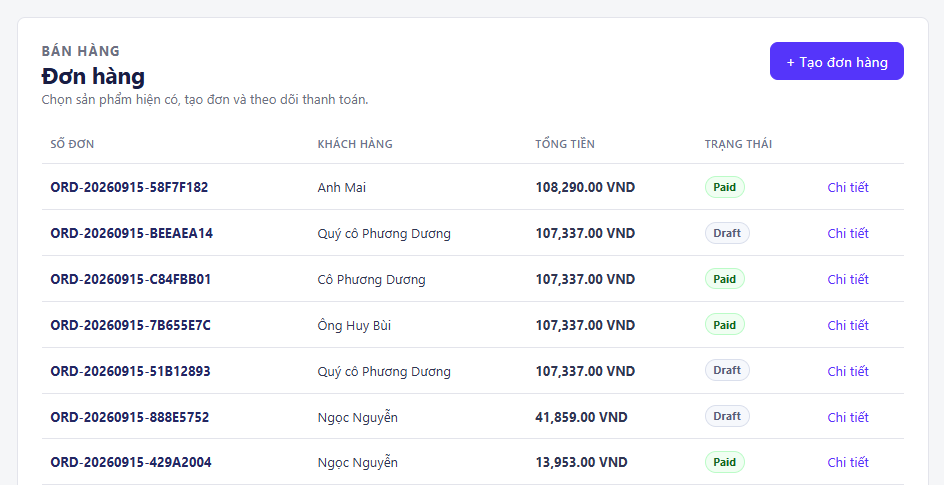 BÁN HÀNG
Đơn hàng
Chọn sản phẩm hiện có, tạo đơn và theo dõi thanh toán.
+ Tạo đơn hàng
SỐ ĐƠN KHÁCH HÀNG TỔNG TIỀN TRẠNG THÁI
ORD-20260915-58F7F182 Anh Mai 108,290.00 VND Paid Chi tiết
ORD-20260915-BEEAEA14 Quý cô Phương Dương 107,337.00 VND Draft Chi tiết
ORD-20260915-C84FBB01 Cô Phương Dương 107,337.00 VND Paid Chi tiết
ORD-20260915-7B655E7C Ông Huy Bùi 107,337.00 VND Paid Chi tiết
ORD-20260915-51B12893 Quý cô Phương Dương 107,337.00 VND Draft Chi tiết
ORD-20260915-888E5752 Ngọc Nguyễn 41,859.00 VND Draft Chi tiết
ORD-20260915-429A2004 Ngọc Nguyễn 13,953.00 VND Paid Chi tiết